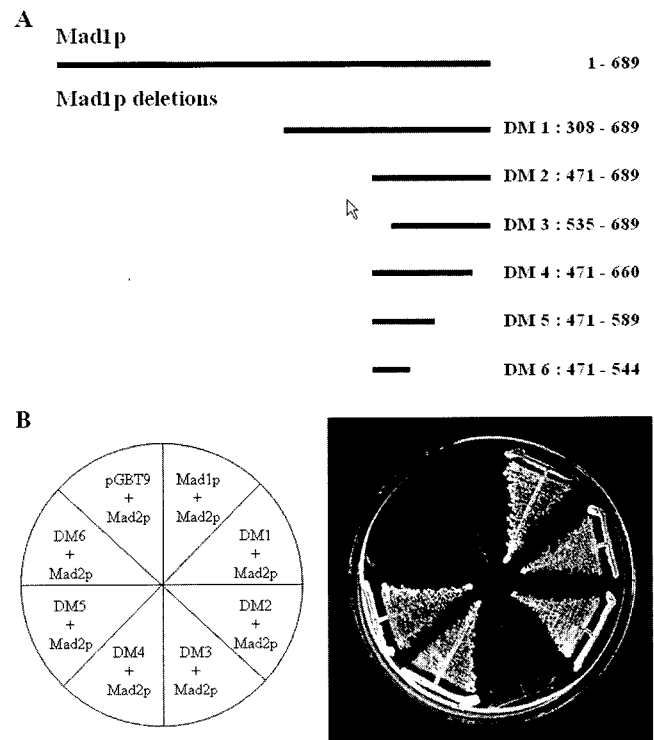 A
Mad1p
1 - 689
Mad1p deletions
DM 1 : 308 - 689
DM 2 : 471 - 689
DM 3 : 535 - 689
DM 4 : 471 - 660
DM 5 : 471 - 589
DM 6 : 471 - 544
B
pGBT9
+
Mad2p
Mad1p
+
Mad2p
DM1
+
Mad2p
DM2
+
Mad2p
DM3
+
Mad2p
DM4
+
Mad2p
DM5
+
Mad2p
DM6
+
Mad2p